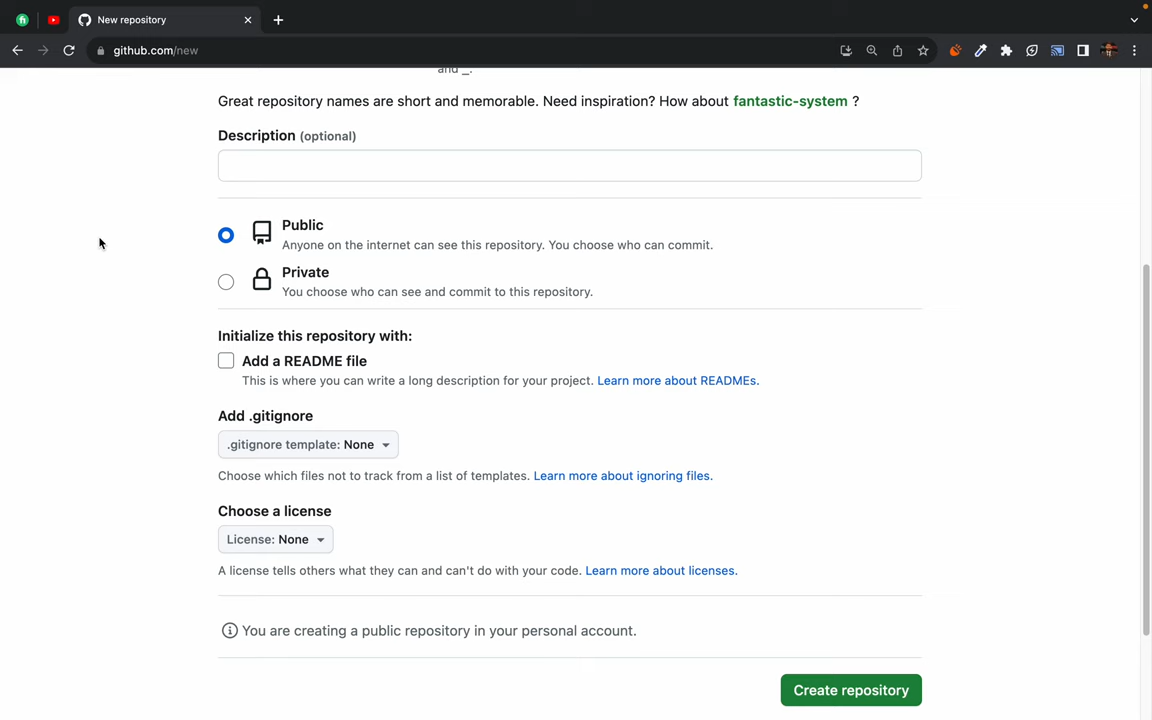 New repository
github.com/new
and _.
Great repository names are short and memorable. Need inspiration? How about fantastic-system ?
Description (optional)
Public
Anyone on the internet can see this repository. You choose who can commit.
Private
You choose who can see and commit to this repository.
Initialize this repository with:
Add a README file
This is where you can write a long description for your project. Learn more about READMEs.
Add .gitignore
.gitignore template: None
Choose which files not to track from a list of templates. Learn more about ignoring files.
Choose a license
License: None
A license tells others what they can and can't do with your code. Learn more about licenses.
You are creating a public repository in your personal account.
Create repository